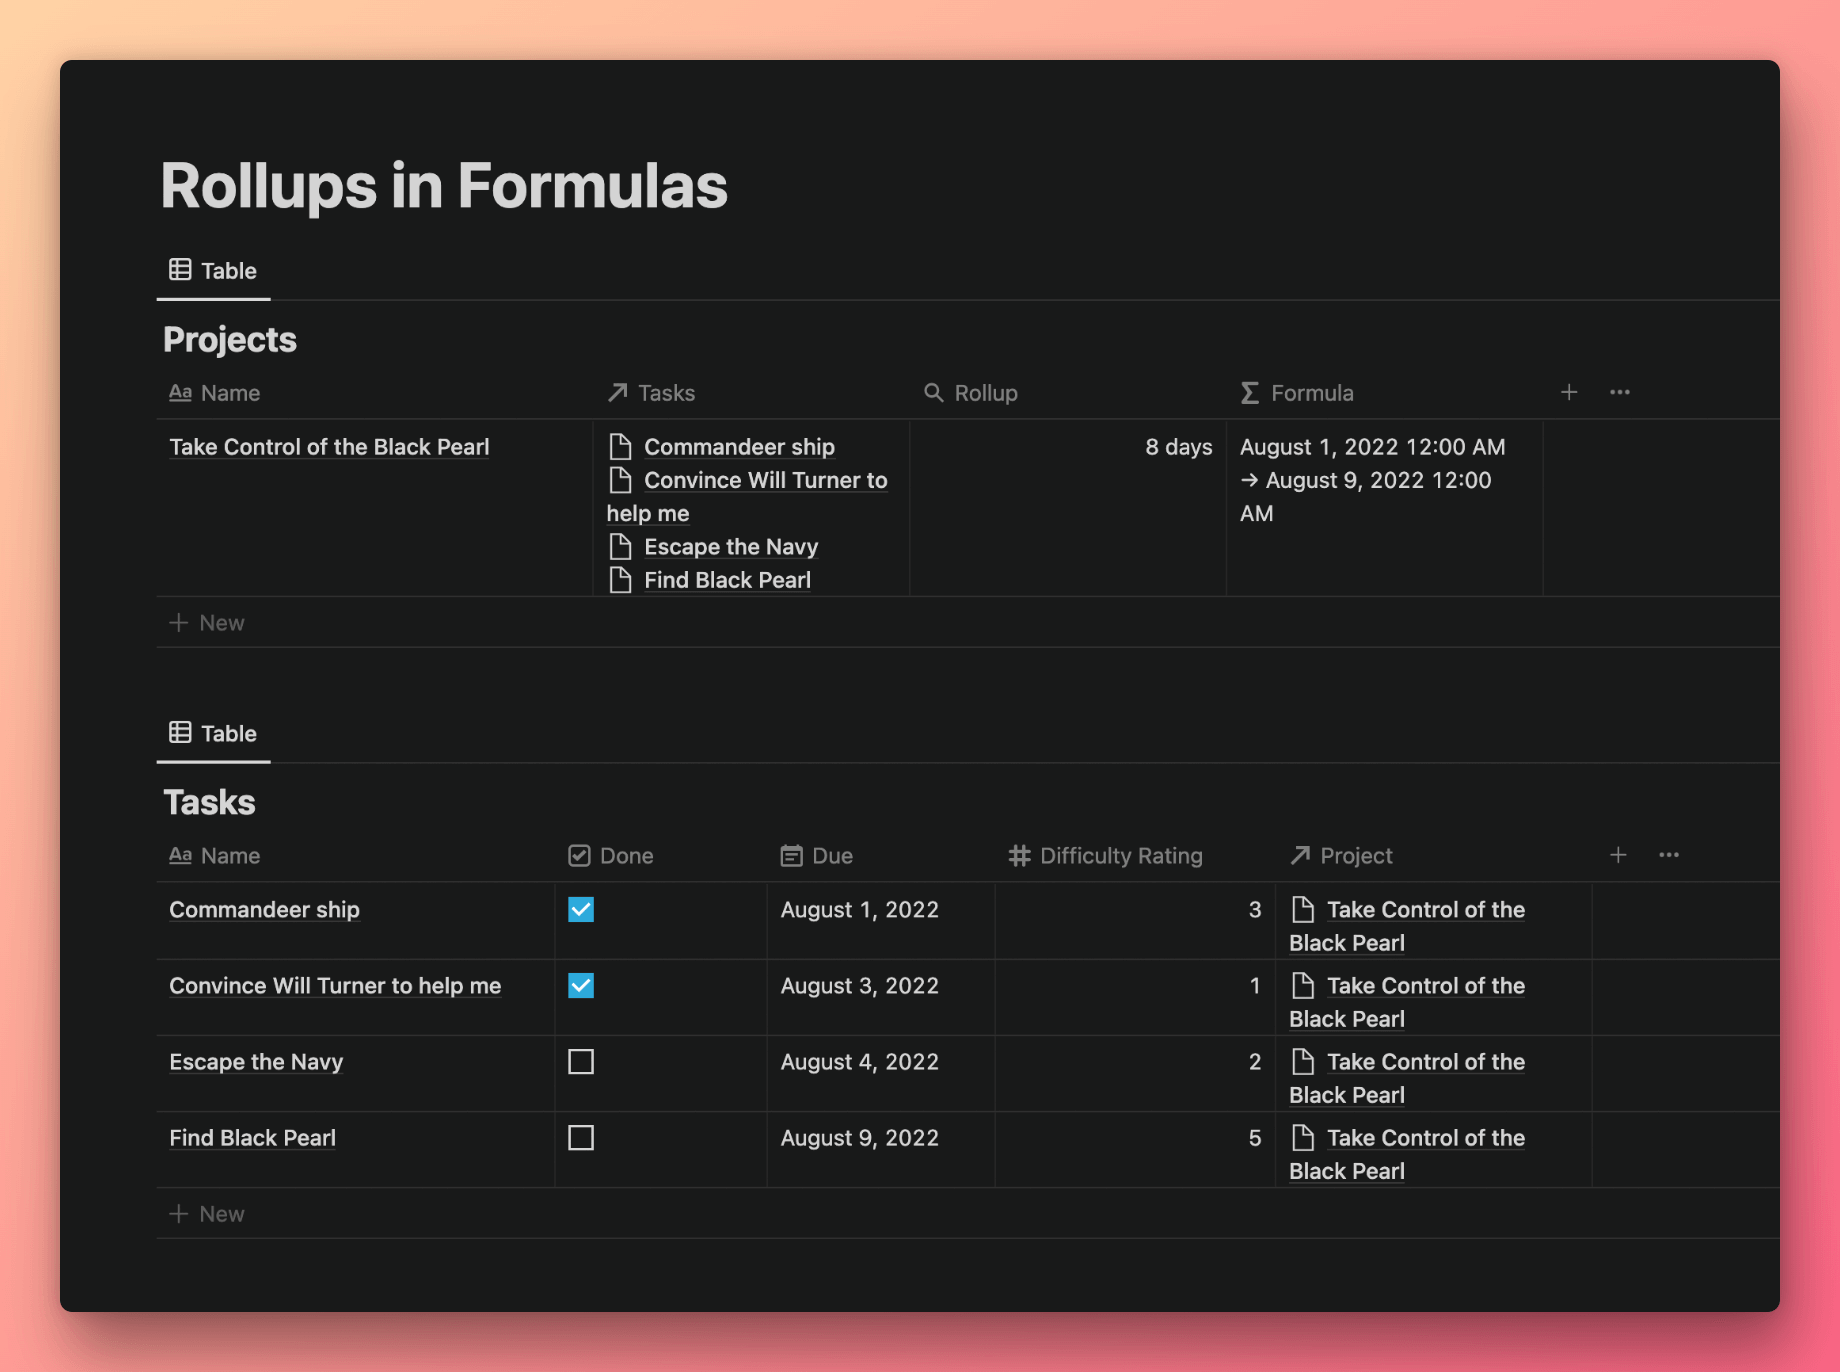 Rollups in Formulas
Table
Projects
Aa Name
Tasks
Rollup
Σ Formula
Take Control of the Black Pearl
Commandeer ship
Convince Will Turner to
help me
Escape the Navy
Find Black Pearl
8 days
August 1, 2022 12:00 AM
→ August 9, 2022 12:00
AM
+ New
Table
Tasks
Aa Name
Done
Due
# Difficulty Rating
Project
Commandeer ship
August 1, 2022
3
Take Control of the
Black Pearl
Convince Will Turner to help me
August 3, 2022
1
Take Control of the
Black Pearl
Escape the Navy
August 4, 2022
2
Take Control of the
Black Pearl
Find Black Pearl
August 9, 2022
5
Take Control of the
Black Pearl
+ New